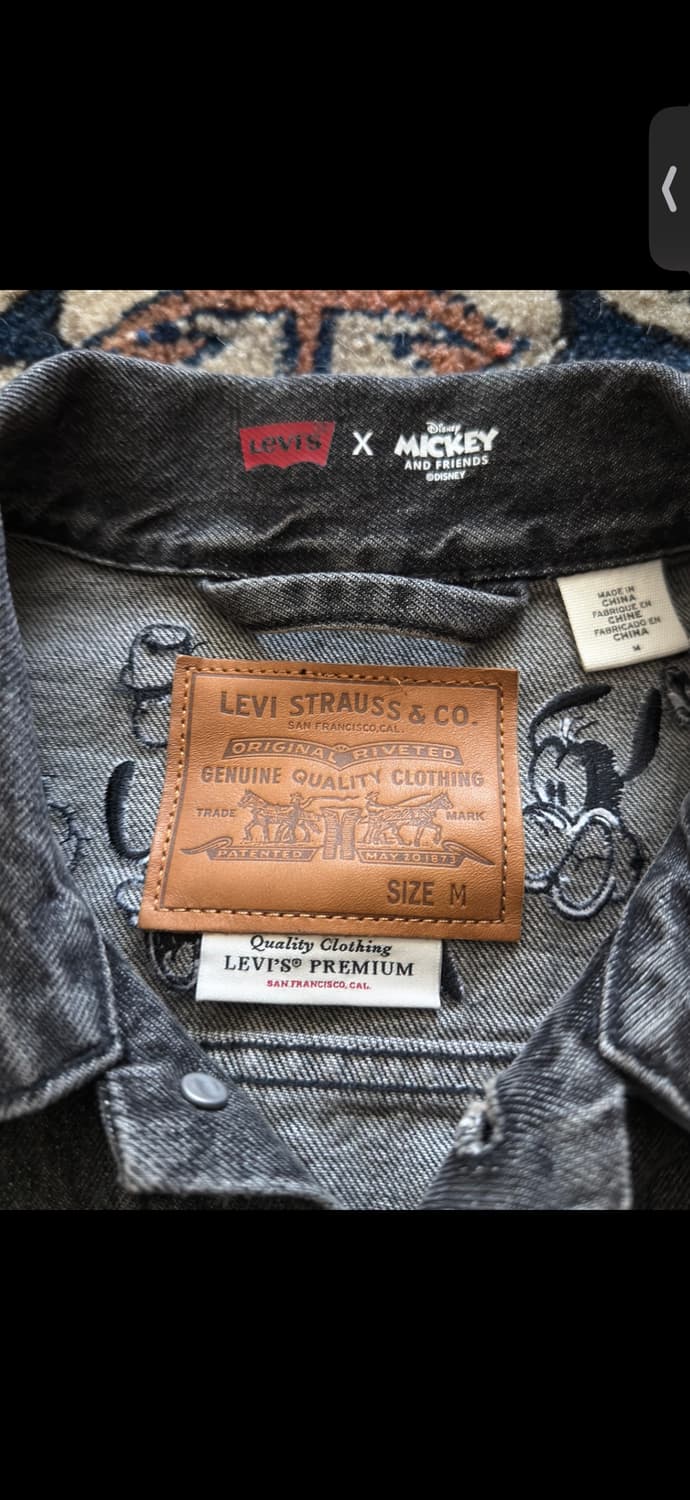 Levi's X Disney
MICKEY
AND FRIENDS
©DISNEY
MADE IN
CHINA
FABRIQUE EN
CHINE
FABRICADO EN
CHINA
M
LEVI STRAUSS & CO.
SAN FRANCISCO, CAL.
ORIGINAL RIVETED
GENUINE QUALITY CLOTHING
TRADE MARK
PATENTED MAY 20 1873
SIZE M
Quality Clothing
LEVI'S® PREMIUM
SAN FRANCISCO, CAL.